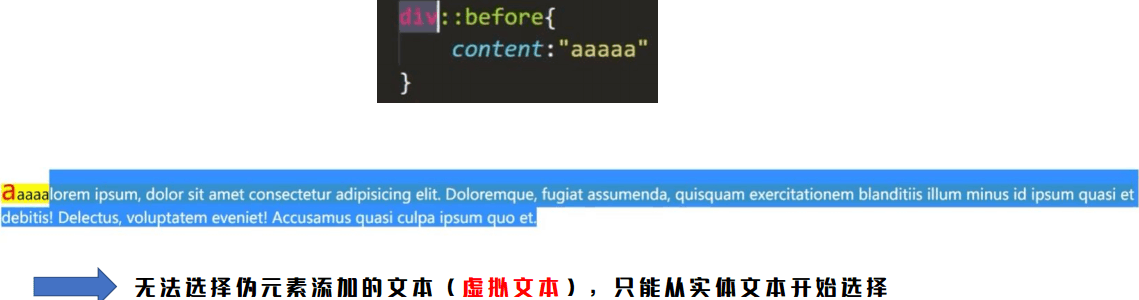 div::before{
content:"aaaaa"
}
aaaaalorem ipsum, dolor sit amet consectetur adipisicing elit. Doloremque, fugiat assumenda, quisquam exercitationem blanditiis illum minus id ipsum quasi et
debitis! Delectus, voluptatem eveniet! Accusamus quasi culpa ipsum quo et.
无法选择伪元素添加的文本（虚拟文本），只能从实体文本开始选择